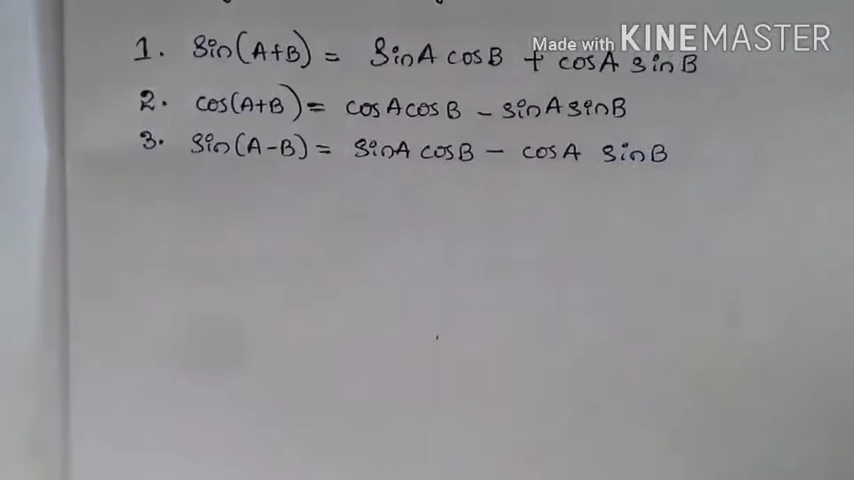 Made with KINEMASTER
1. Sin(A+B) = SinA cosB + cosA sinB
2. cos(A+B) = cosAcosB - sinAsinB
3. sin(A-B) = sinA cosB - cosA sinB